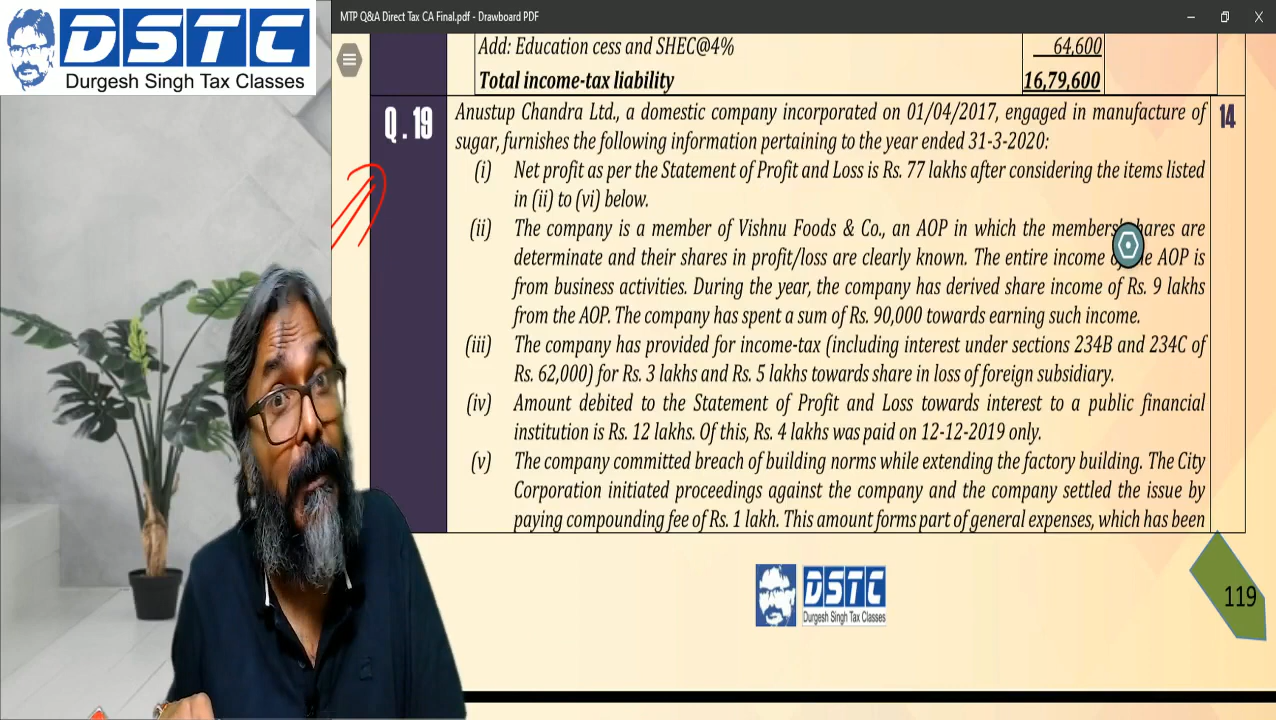 MTP Q&A Direct Tax CA Final.pdf - Drawboard PDF
DSTC
Durgesh Singh Tax Classes
Add: Education cess and SHEC@4% 64,600
Total income-tax liability 16,79,600
Q.19 Anustup Chandra Ltd., a domestic company incorporated on 01/04/2017, engaged in manufacture of 14
sugar, furnishes the following information pertaining to the year ended 31-3-2020:
(i) Net profit as per the Statement of Profit and Loss is Rs. 77 lakhs after considering the items listed
in (ii) to (vi) below.
(ii) The company is a member of Vishnu Foods & Co., an AOP in which the members' shares are
determinate and their shares in profit/loss are clearly known. The entire income AOP is
from business activities. During the year, the company has derived share income of Rs. 9 lakhs
from the AOP. The company has spent a sum of Rs. 90,000 towards earning such income.
(iii) The company has provided for income-tax (including interest under sections 234B and 234C of
Rs. 62,000) for Rs. 3 lakhs and Rs. 5 lakhs towards share in loss of foreign subsidiary.
(iv) Amount debited to the Statement of Profit and Loss towards interest to a public financial
institution is Rs. 12 lakhs. Of this, Rs. 4 lakhs was paid on 12-12-2019 only.
(v) The company committed breach of building norms while extending the factory building. The City
Corporation initiated proceedings against the company and the company settled the issue by
paying compounding fee of Rs. 1 lakh. This amount forms part of general expenses, which has been
DSTC
Durgesh Singh Tax Classes
119